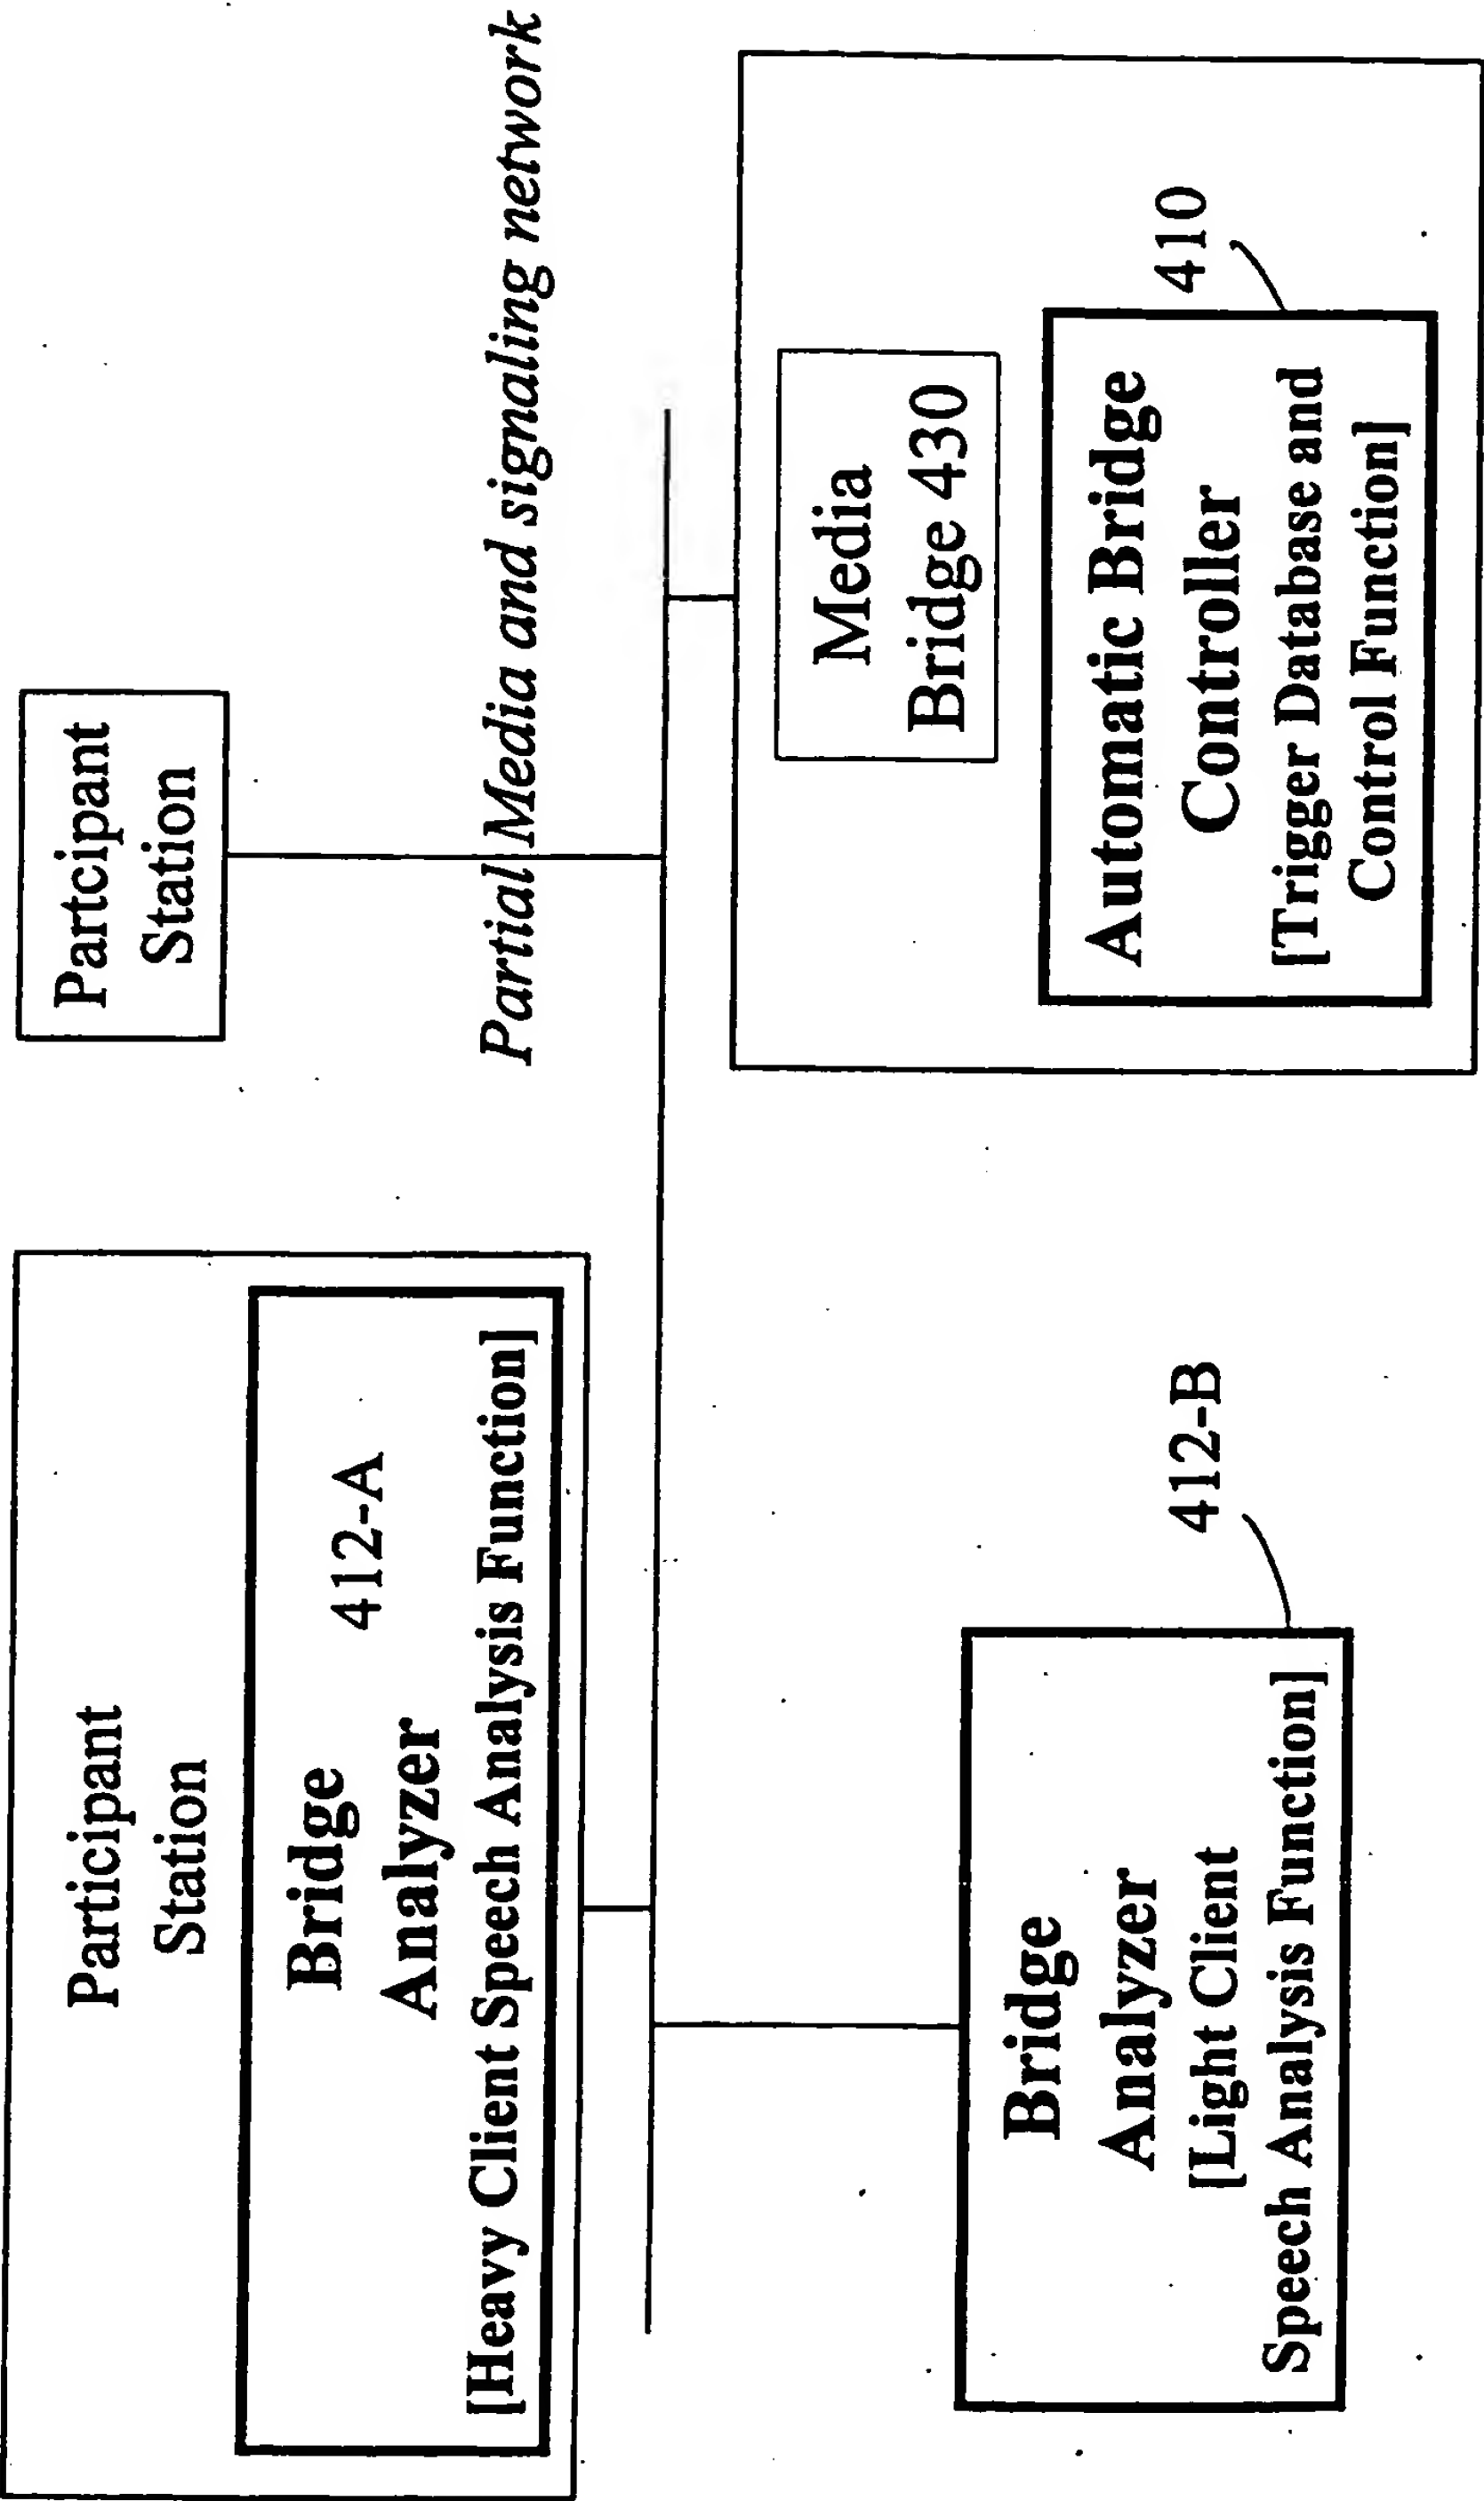 Participant
Station
Bridge
412-A
Analyzer
[Heavy Client Speech Analysis Function]
Partcipant
Station
Partial Media and signaling network
Bridge
Analyzer
[Light Client
Speech Analysis Function]
412-B
Media
Bridge 430
Automatic Bridge
Controller
[Trigger Database and
Control Function]
410